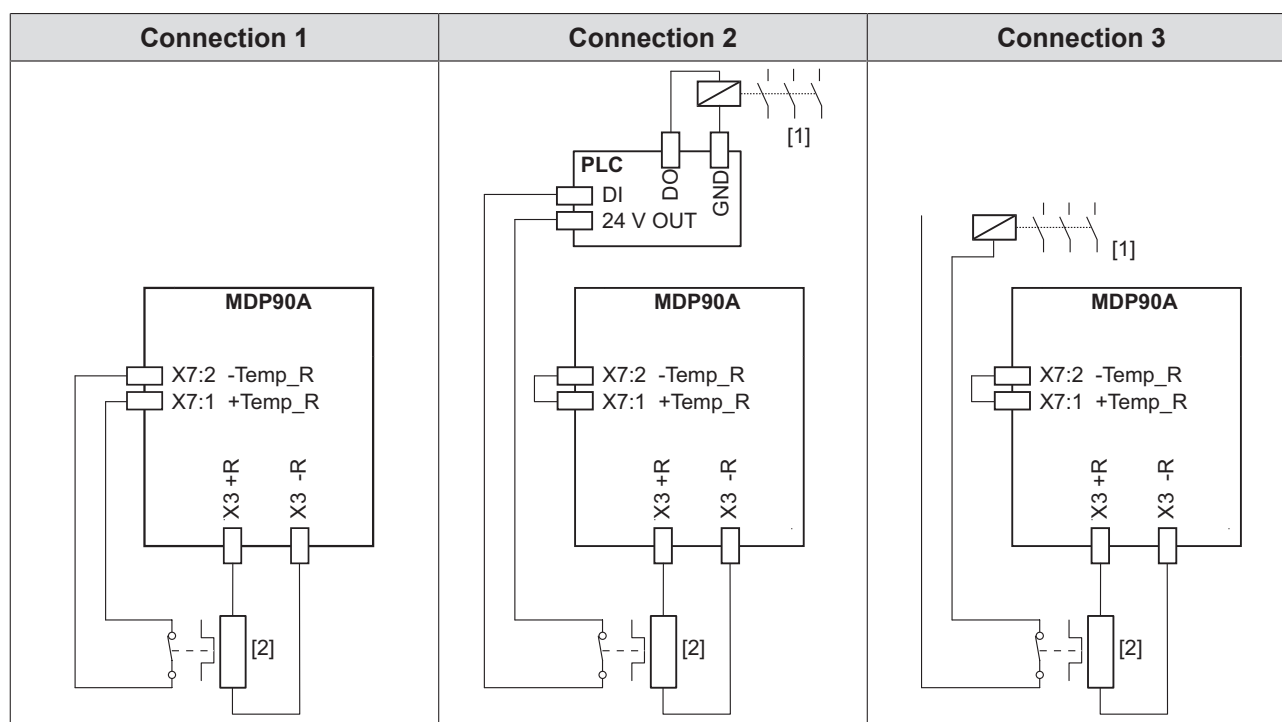 Connection 1 Connection 2 Connection 3
[1]
PLC
DI
24 V OUT
DO
GND
[1]
MDP90A
X7:2 -Temp_R
X7:1 +Temp_R
X3 +R
X3 -R
[2]
MDP90A
X7:2 -Temp_R
X7:1 +Temp_R
X3 +R
X3 -R
[2]
MDP90A
X7:2 -Temp_R
X7:1 +Temp_R
X3 +R
X3 -R
[2]